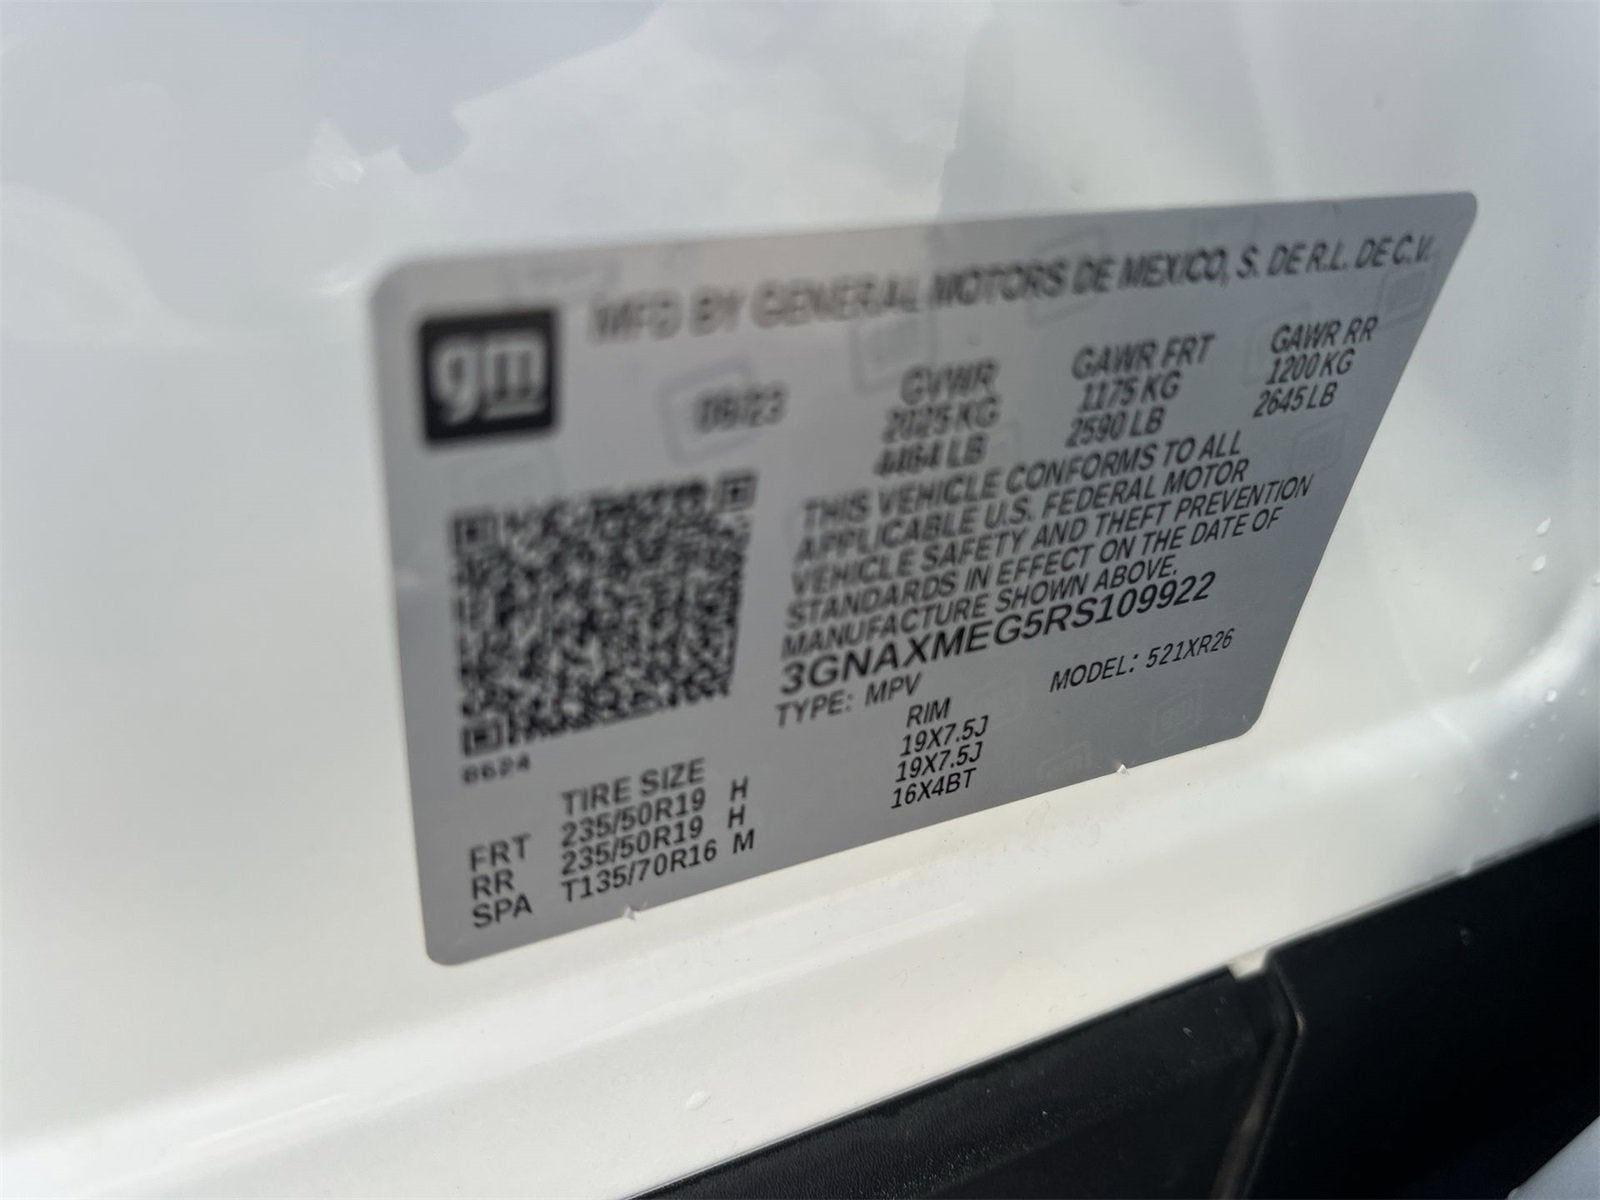 MFD BY GENERAL MOTORS DE MEXICO, S. DE R.L. DE C.V.
gm
GVWR GAWR FRT GAWR RR
2025 KG 1175 KG 1200 KG
4464 LB 2590 LB 2645 LB
THIS VEHICLE CONFORMS TO ALL
APPLICABLE U.S. FEDERAL MOTOR
VEHICLE SAFETY AND THEFT PREVENTION
STANDARDS IN EFFECT ON THE DATE OF
MANUFACTURE SHOWN ABOVE.
3GNAXMEG5RS109922
TYPE: MPV MODEL: 521XR26
0624
TIRE SIZE RIM
FRT 235/50R19 H 19X7.5J
RR 235/50R19 H 19X7.5J
SPA T135/70R16 M 16X4BT